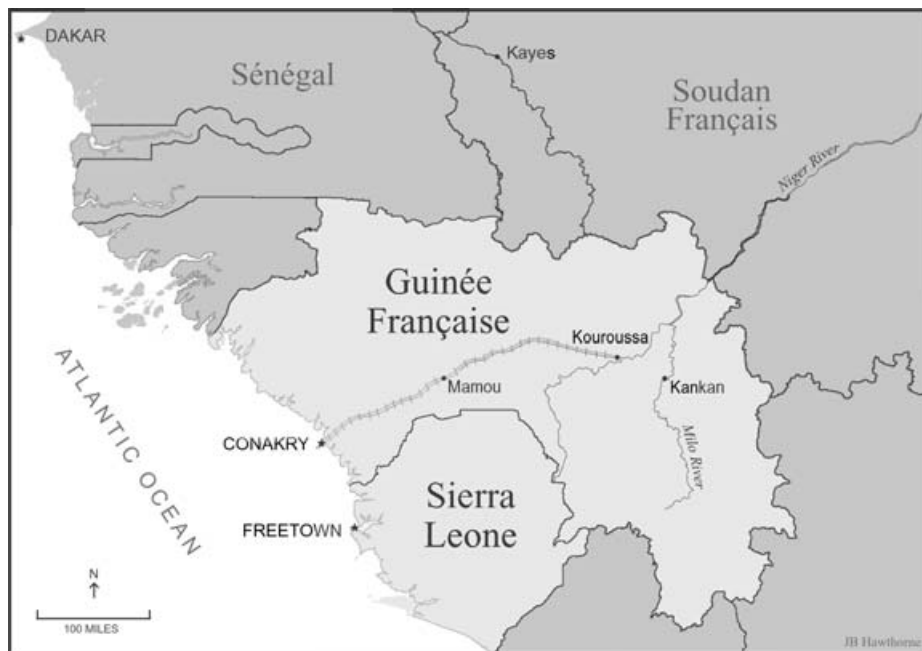 DAKAR
Kayes
Sénégal
Soudan
Français
Niger River
Guinée
Française
Kouroussa
Mamou
Kankan
ATLANTIC OCEAN
CONAKRY
Milo River
Sierra
Leone
FREETOWN
N
100 MILES
JB Hawthorne